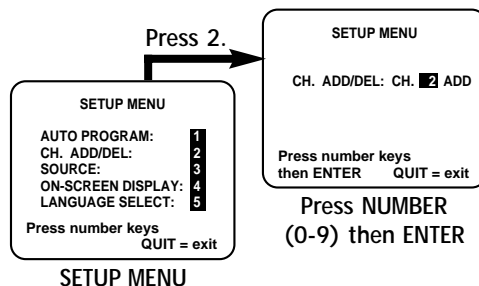 Press 2.
SETUP MENU
AUTO PROGRAM: 1
CH. ADD/DEL: 2
SOURCE: 3
ON-SCREEN DISPLAY: 4
LANGUAGE SELECT: 5
Press number keys
QUIT = exit
SETUP MENU
SETUP MENU
CH. ADD/DEL: CH. 2 ADD
Press number keys
then ENTER QUIT = exit
Press NUMBER
(0-9) then ENTER